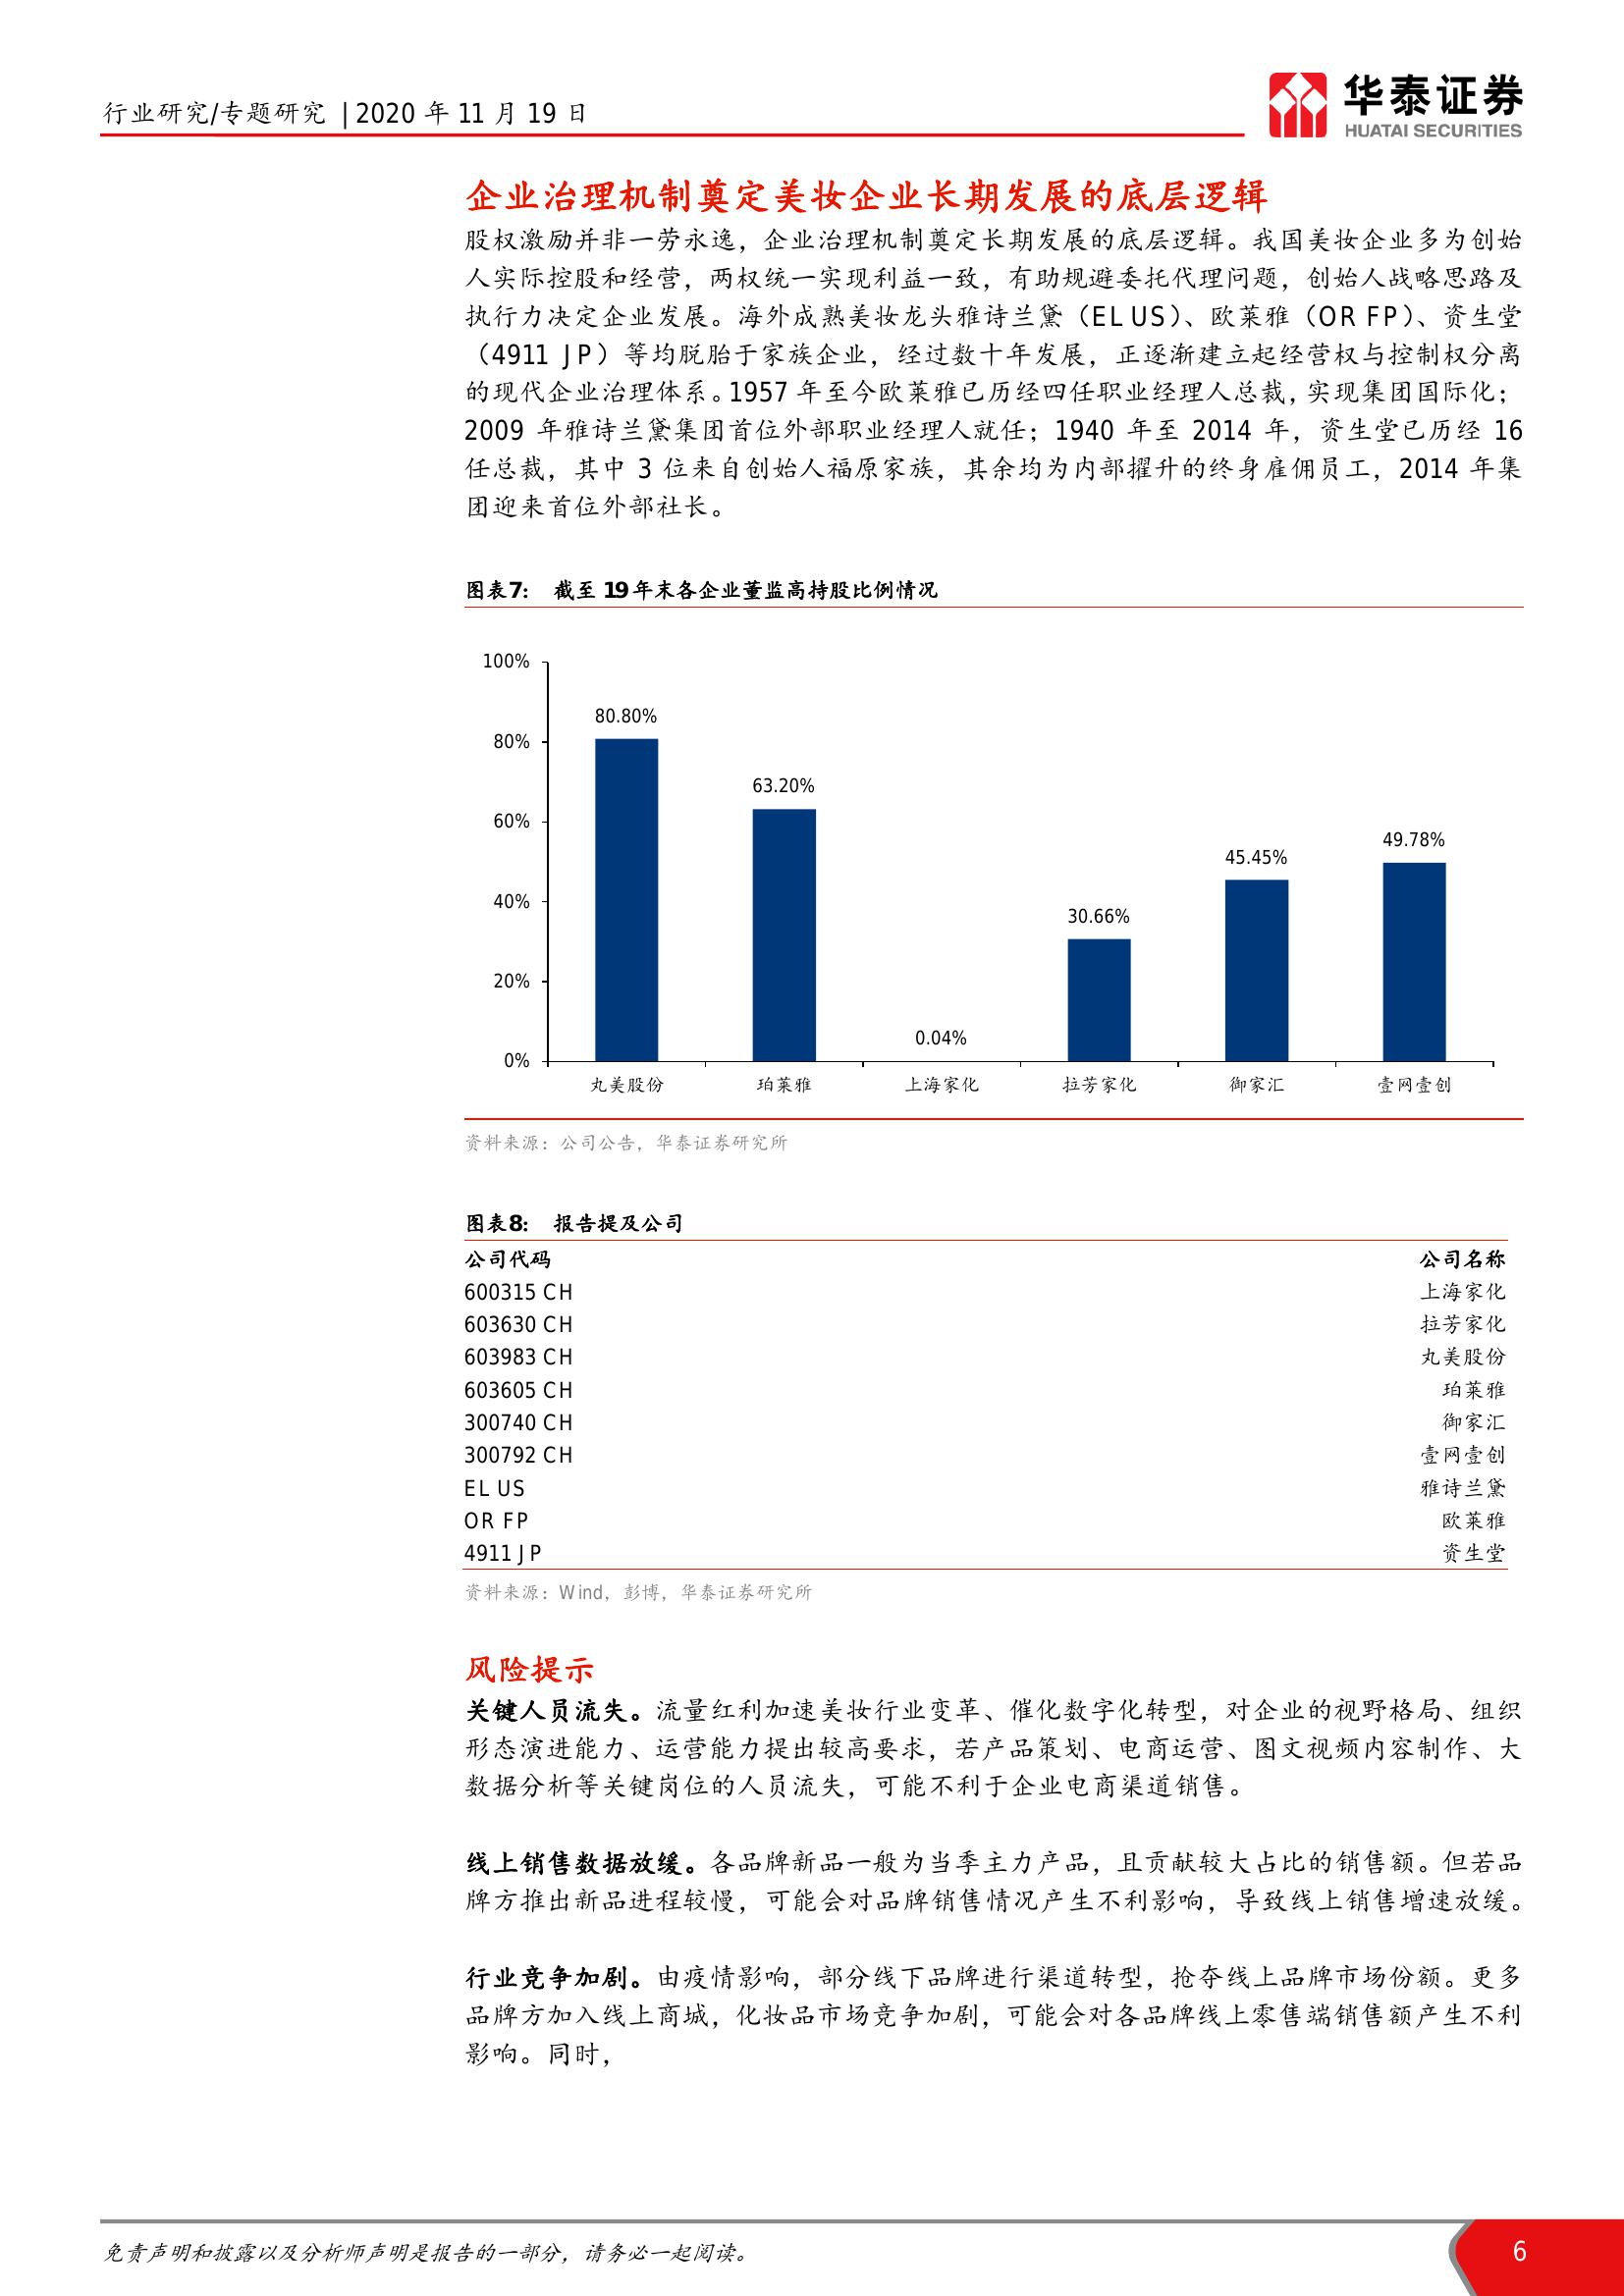 行业研究/专题研究 | 2020 年 11 月 19 日
华泰证券
HUATAI SECURITIES
企业治理机制奠定美妆企业长期发展的底层逻辑
股权激励并非一劳永逸，企业治理机制奠定长期发展的底层逻辑。我国美妆企业多为创始
人实际控股和经营，两权统一实现利益一致，有助规避委托代理问题，创始人战略思路及
执行力决定企业发展。海外成熟美妆龙头雅诗兰黛（EL US）、欧莱雅（OR FP）、资生堂
（4911 JP）等均脱胎于家族企业，经过数十年发展，正逐渐建立起经营权与控制权分离
的现代企业治理体系。1957 年至今欧莱雅已历经四任职业经理人总裁，实现集团国际化；
2009 年雅诗兰黛集团首位外部职业经理人就任；1940 年至 2014 年，资生堂已历经 16
任总裁，其中 3 位来自创始人福原家族，其余均为内部擢升的终身雇佣员工，2014 年集
团迎来首位外部社长。
图表7： 截至 19 年末各企业董监高持股比例情况
100%
80%
60%
40%
20%
0%
80.80%
63.20%
0.04%
30.66%
45.45%
49.78%
丸美股份 珀莱雅 上海家化 拉芳家化 御家汇 壹网壹创
资料来源：公司公告，华泰证券研究所
图表8： 报告提及公司
公司代码 公司名称
600315 CH 上海家化
603630 CH 拉芳家化
603983 CH 丸美股份
603605 CH 珀莱雅
300740 CH 御家汇
300792 CH 壹网壹创
EL US 雅诗兰黛
OR FP 欧莱雅
4911 JP 资生堂
资料来源：Wind，彭博，华泰证券研究所
风险提示
关键人员流失。流量红利加速美妆行业变革、催化数字化转型，对企业的视野格局、组织
形态演进能力、运营能力提出较高要求，若产品策划、电商运营、图文视频内容制作、大
数据分析等关键岗位的人员流失，可能不利于企业电商渠道销售。
线上销售数据放缓。各品牌新品一般为当季主力产品，且贡献较大占比的销售额。但若品
牌方推出新品进程较慢，可能会对品牌销售情况产生不利影响，导致线上销售增速放缓。
行业竞争加剧。由疫情影响，部分线下品牌进行渠道转型，抢夺线上品牌市场份额。更多
品牌方加入线上商城，化妆品市场竞争加剧，可能会对各品牌线上零售端销售额产生不利
影响。同时，
免责声明和披露以及分析师声明是报告的一部分，请务必一起阅读。
6